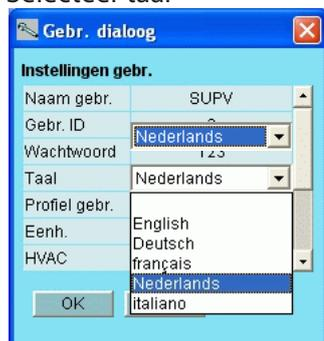 Selecteer taal
Gebr. dialoog
Instellingen gebr.
Naam gebr. SUPV
Gebr. ID
Nederlands
Wachtwoord 123
Taal Nederlands
Profiel gebr.
English
Eenh.
Deutsch
HVAC
français
Nederlands
OK
italiano